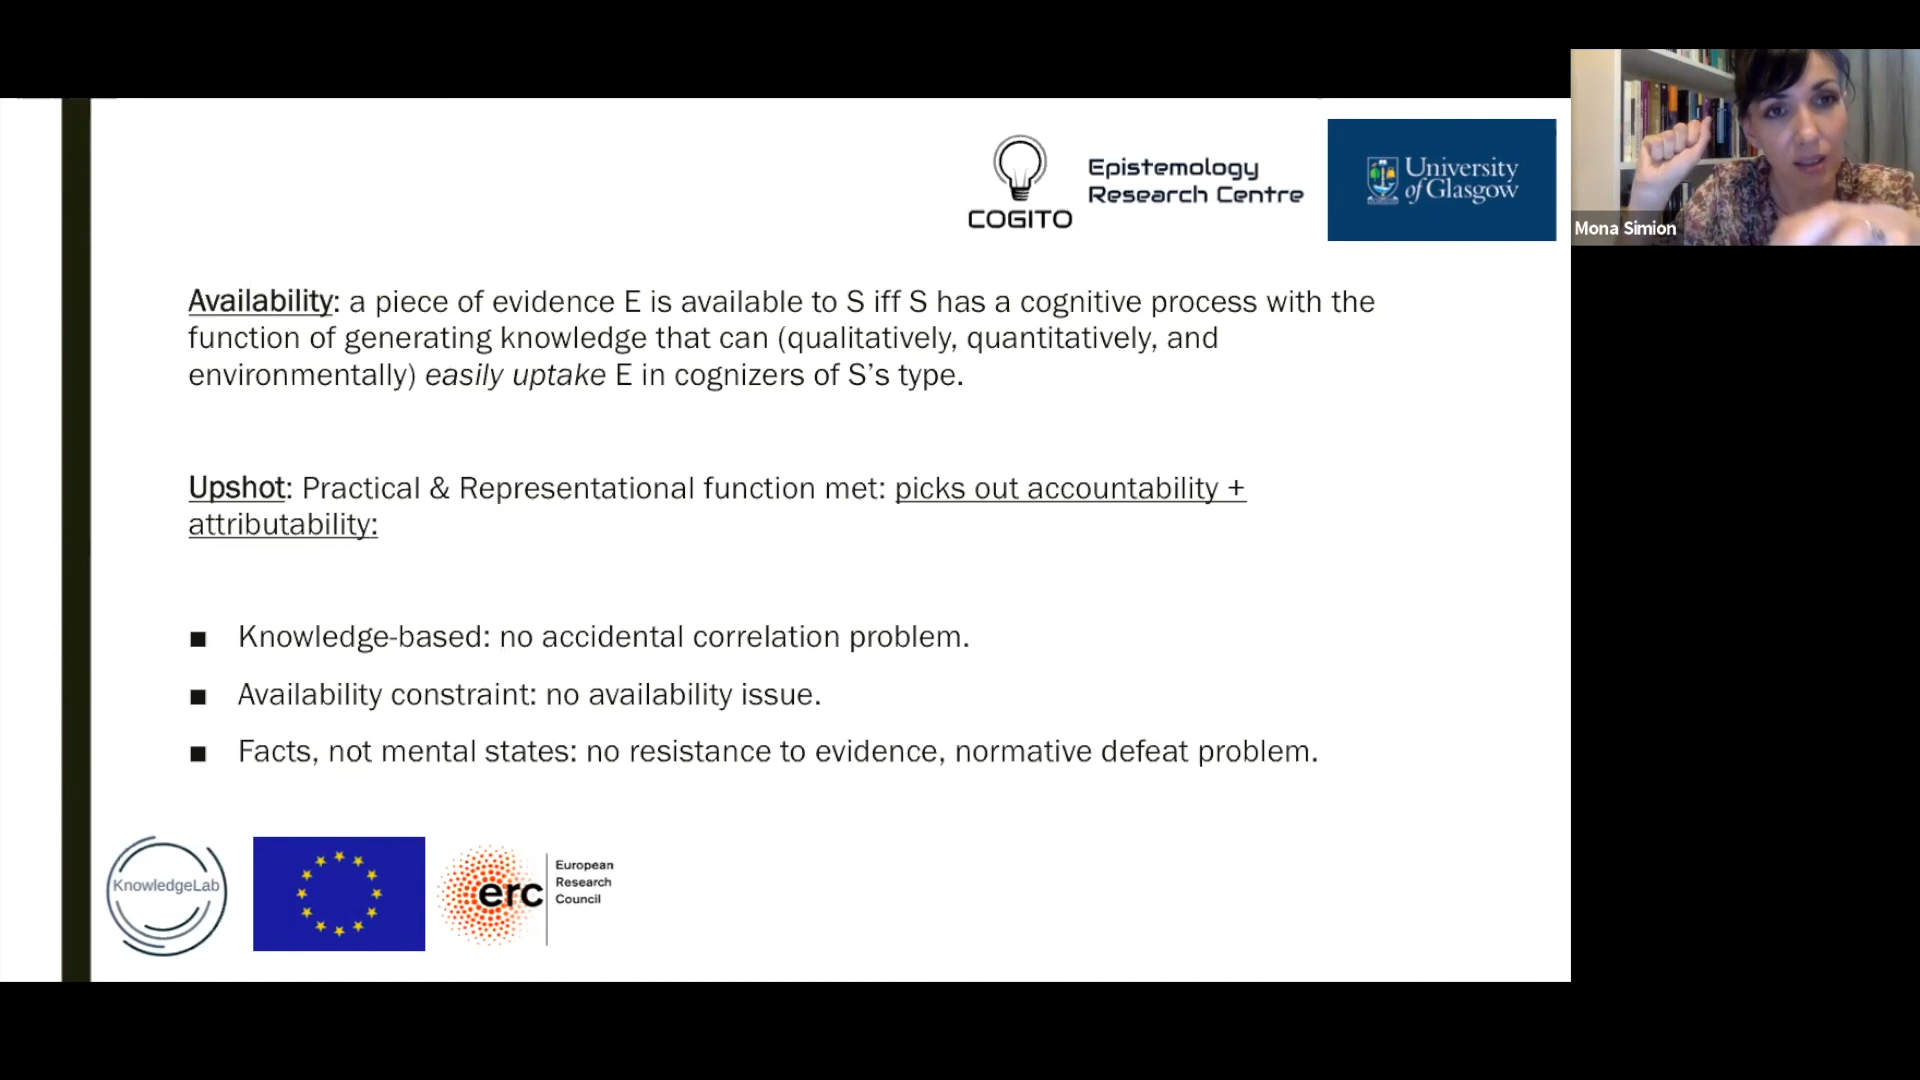 COGITO
Epistemology
Research Centre
University
of Glasgow
Mona Simion
Availability: a piece of evidence E is available to S iff S has a cognitive process with the
function of generating knowledge that can (qualitatively, quantitatively, and
environmentally) easily uptake E in cognizers of S’s type.
Upshot: Practical & Representational function met: picks out accountability +
attributability:
■ Knowledge-based: no accidental correlation problem.
■ Availability constraint: no availability issue.
■ Facts, not mental states: no resistance to evidence, normative defeat problem.
KnowledgeLab
erc
European
Research
Council